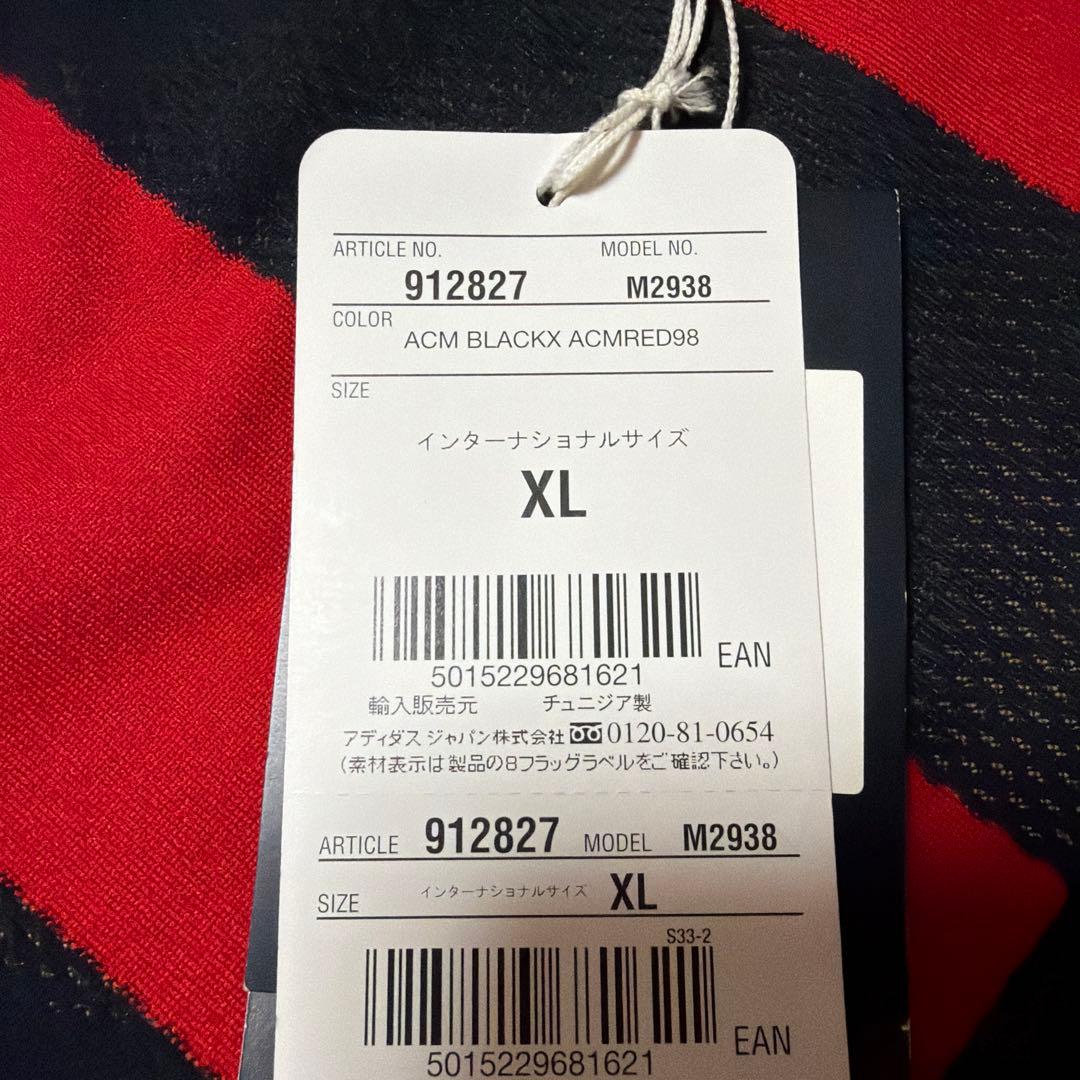 ARTICLE NO. MODEL NO.
912827 M2938
COLOR
ACM BLACKX ACMRED98
SIZE
インターナショナルサイズ
XL
EAN
5015229681621
輸入販売元 チュニジア製
アディダス ジャパン株式会社 0120-81-0654
(素材表示は製品の8フラッグラベルをご確認下さい。)
ARTICLE 912827 MODEL M2938
SIZE インターナショナルサイズ XL
S33-2
EAN
5015229681621